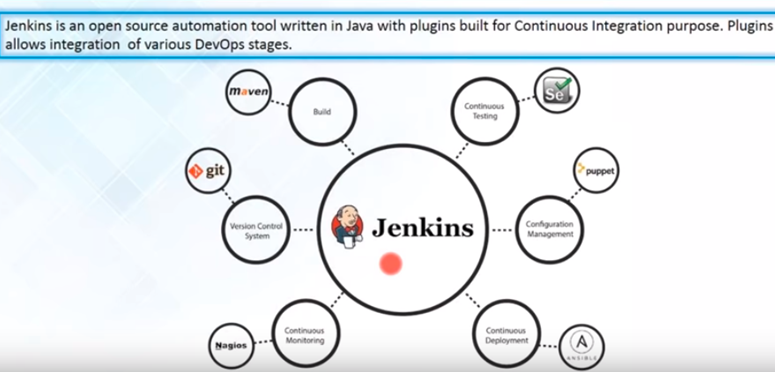 Jenkins is an open source automation tool written in Java with plugins built for Continuous Integration purpose. Plugins
allows integration of various DevOps stages.
maven
Build
Continuous
Testing
Se
git
puppet
Version Control
System
Jenkins
Configuration
Management
Nagios
Continuous
Monitoring
Continuous
Deployment
A
ANSIBLE